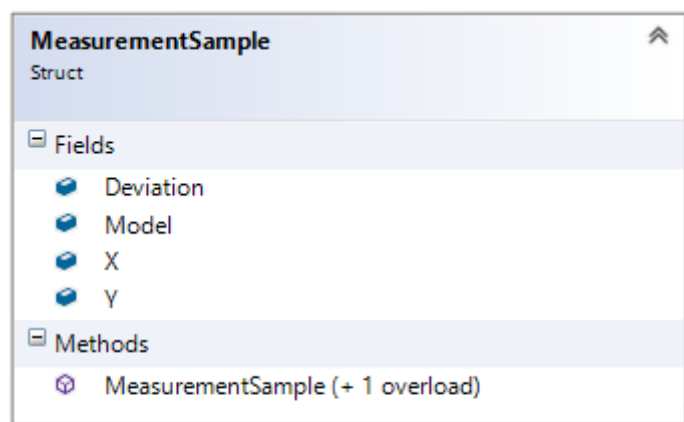 MeasurementSample
Struct
Fields
Deviation
Model
X
Y
Methods
MeasurementSample (+ 1 overload)